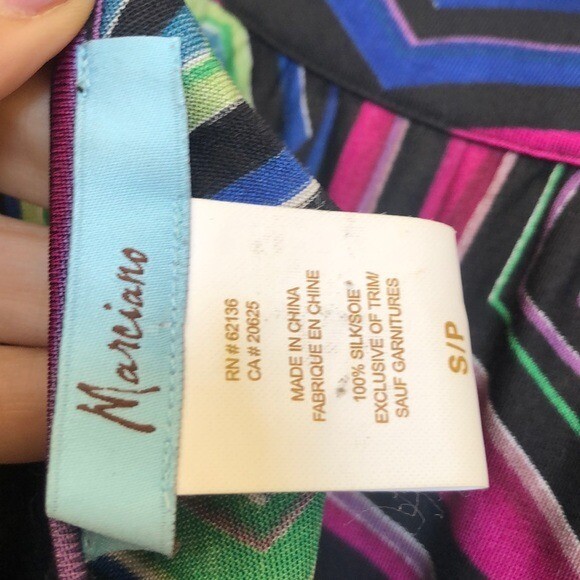 Marciano
RN # 62136
CA # 20625
MADE IN CHINA
FABRIQUE EN CHINE
100% SILK/SOIE
EXCLUSIVE OF TRIM/
SAUF GARNITURES
S/P